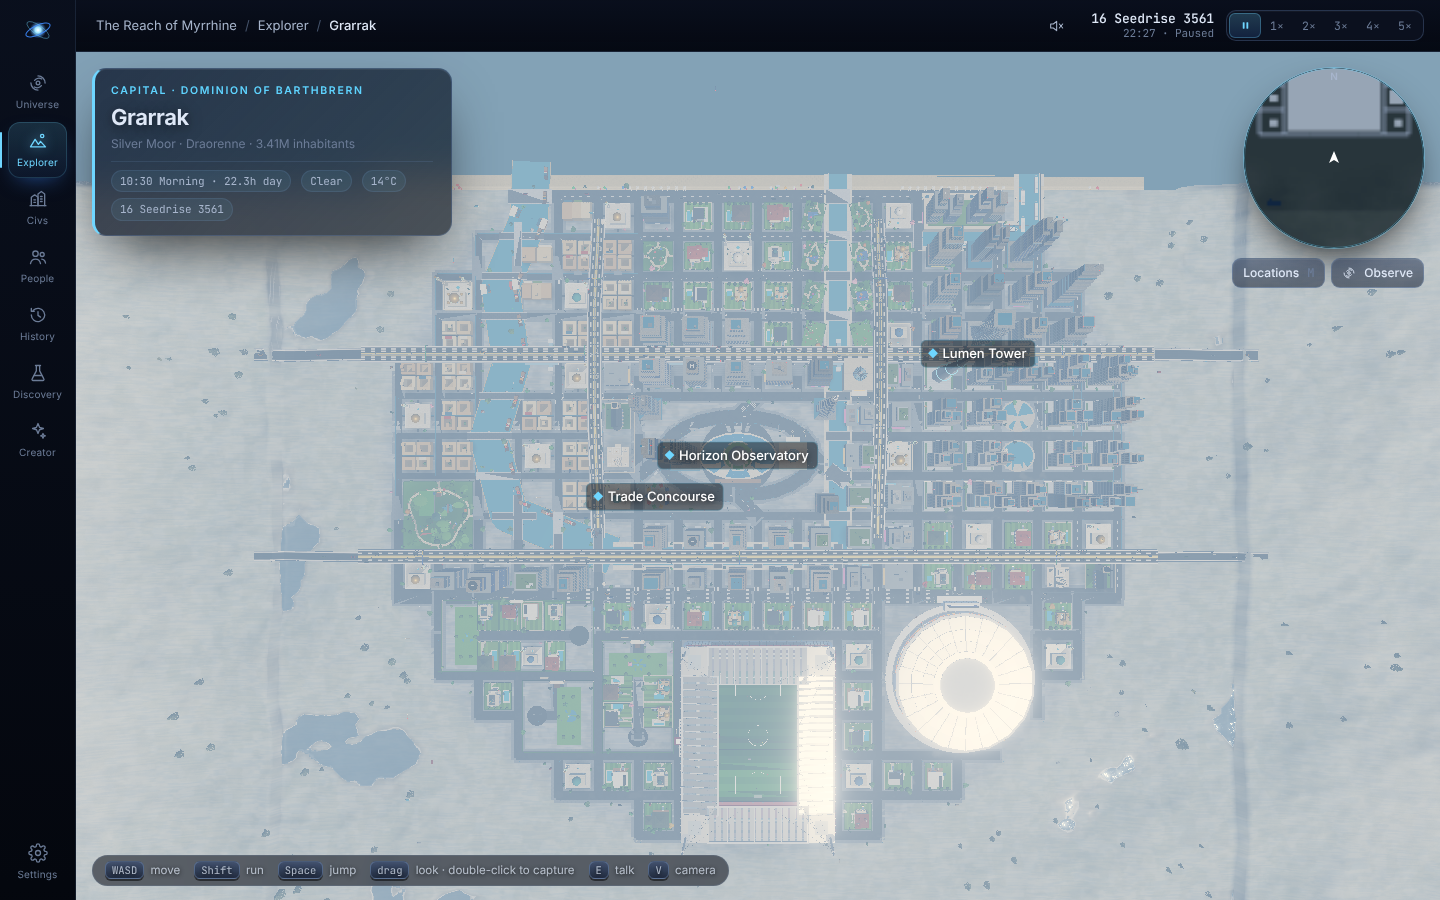 The Reach of Myrrhine / Explorer / Grarrak
16 Seedrise 3561
22:27 · Paused
1× 2× 3× 4× 5×
Universe
Explorer
Civs
People
History
Discovery
Creator
Settings
CAPITAL · DOMINION OF BARTHBRERN
Grarrak
Silver Moor · Draorenne · 3.41M inhabitants
10:30 Morning · 22.3h day Clear 14°C
16 Seedrise 3561
N
Locations M Observe
Lumen Tower
Horizon Observatory
Trade Concourse
H
WASD move Shift run Space jump drag look · double-click to capture E talk V camera